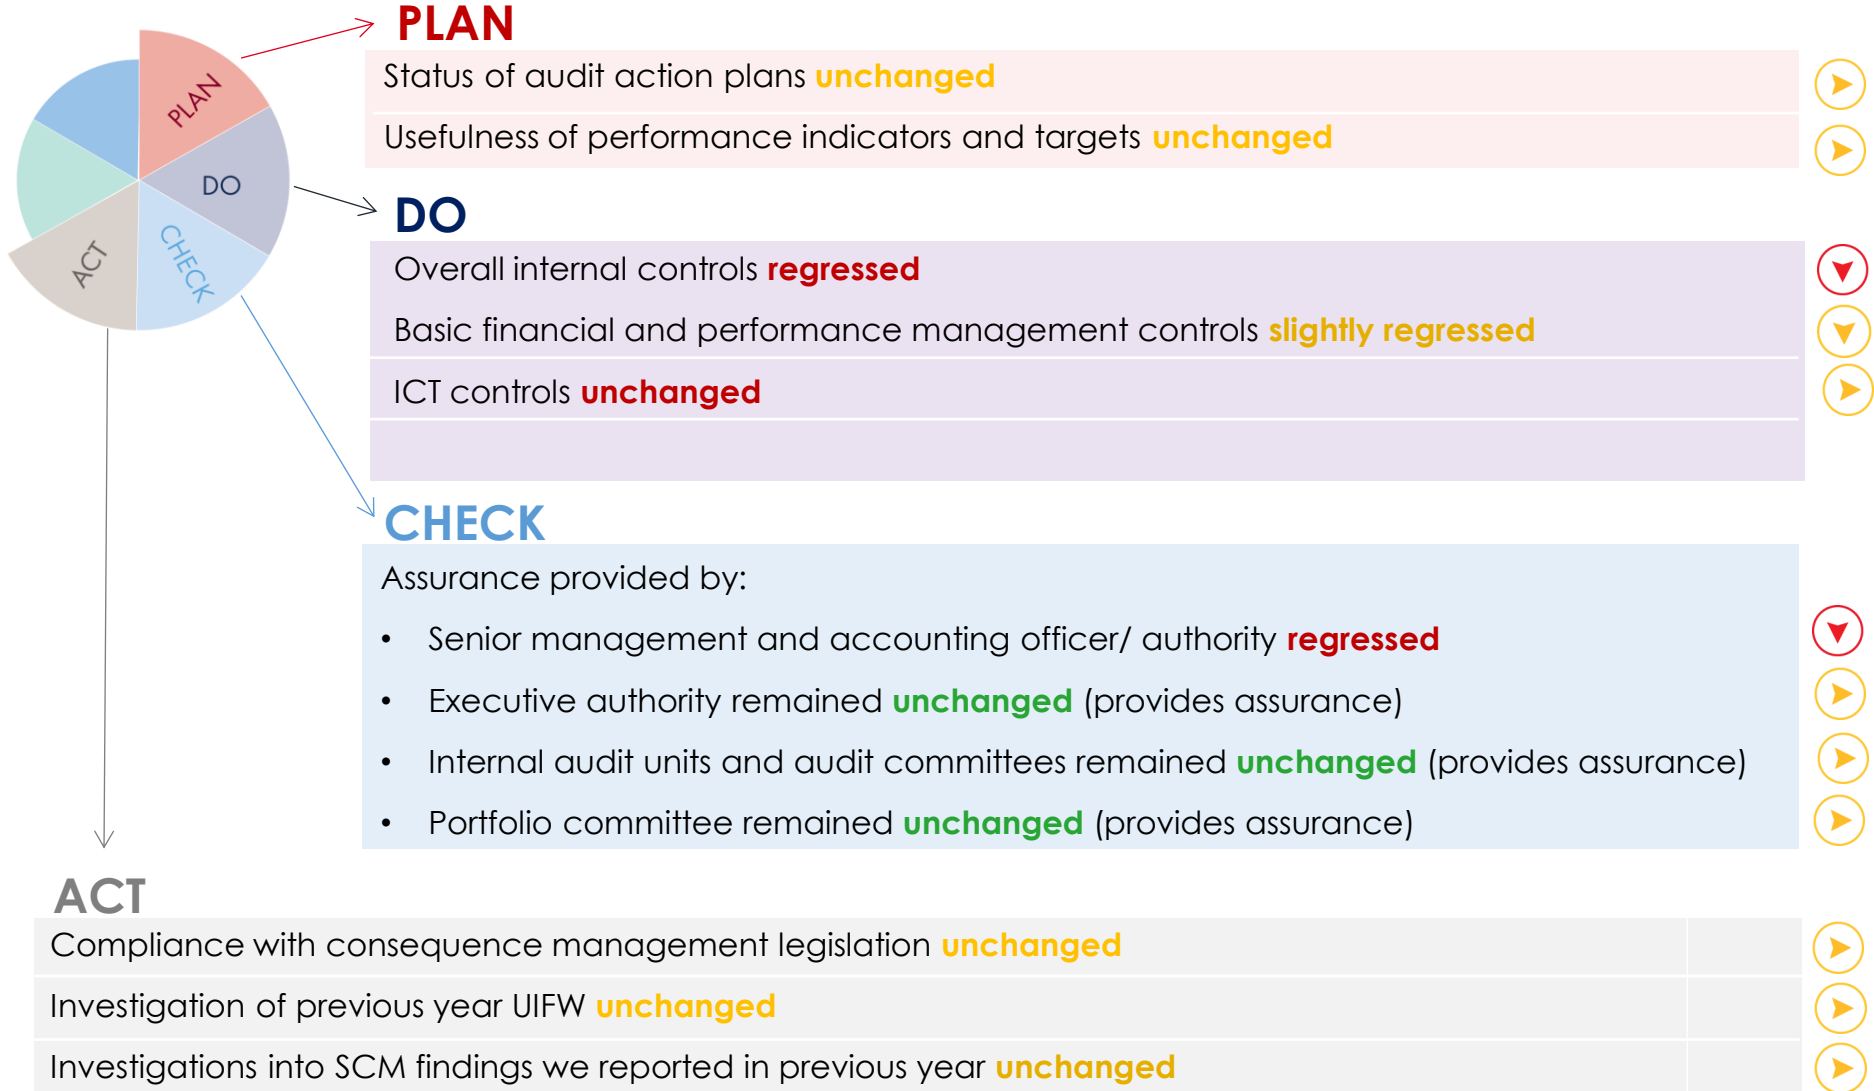 PLAN
DO
CHECK
ACT
PLAN
Status of audit action plans unchanged
Usefulness of performance indicators and targets unchanged
DO
Overall internal controls regressed
Basic financial and performance management controls slightly regressed
ICT controls unchanged
CHECK
Assurance provided by:
• Senior management and accounting officer/ authority regressed
• Executive authority remained unchanged (provides assurance)
• Internal audit units and audit committees remained unchanged (provides assurance)
• Portfolio committee remained unchanged (provides assurance)
ACT
Compliance with consequence management legislation unchanged
Investigation of previous year UIFW unchanged
Investigations into SCM findings we reported in previous year unchanged